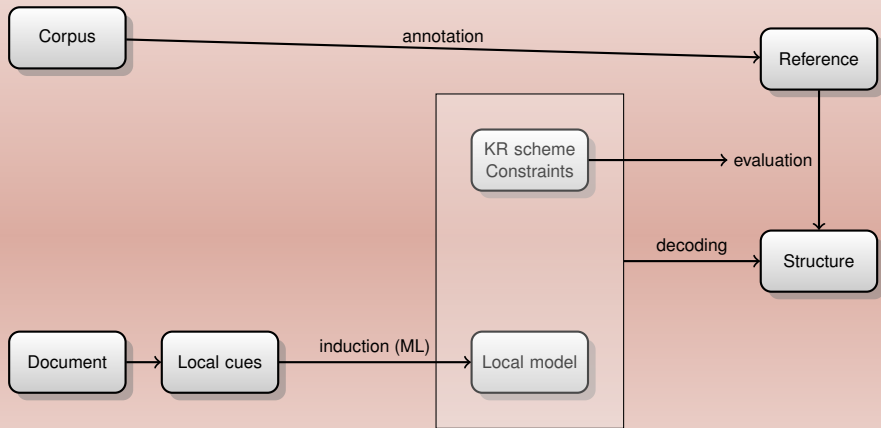 Corpus
annotation
Reference
KR scheme
Constraints
evaluation
decoding
Structure
Document
Local cues
induction (ML)
Local model